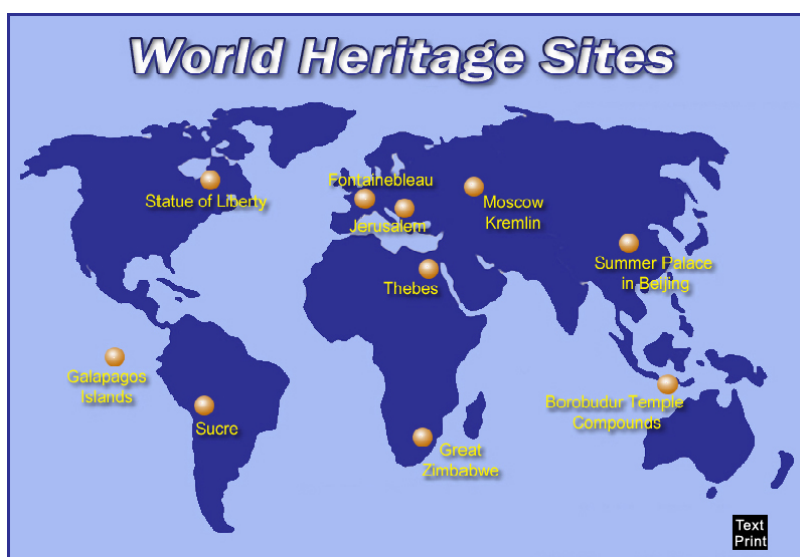 World Heritage Sites
Fontainebleau
Statue of Liberty
Moscow
Kremlin
Jerusalem
Summer Palace
in Beijing
Thebes
Galapagos
Islands
Borobudur Temple
Compounds
Sucre
Great
Zimbabwe
Text
Print